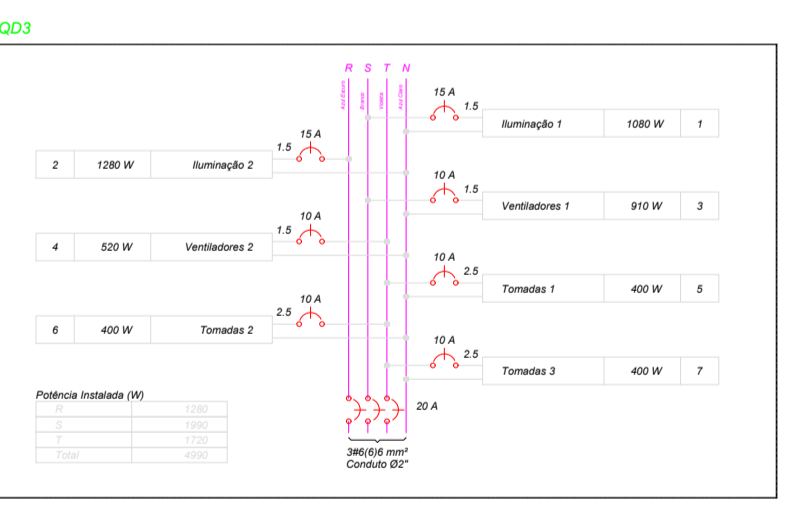 QD3
R S T N
Azul Escuro Branco Violeta Azul Claro
15 A
1.5
Iluminação 1 1080 W 1
15 A
1.5
2 1280 W Iluminação 2
10 A
1.5
Ventiladores 1 910 W 3
10 A
1.5
4 520 W Ventiladores 2
10 A
2.5
Tomadas 1 400 W 5
10 A
2.5
6 400 W Tomadas 2
10 A
2.5
Tomadas 3 400 W 7
20 A
Potência Instalada (W)
R 1280
S 1990
T 1720
Total 4990
3#6(6)6 mm²
Conduto Ø2"